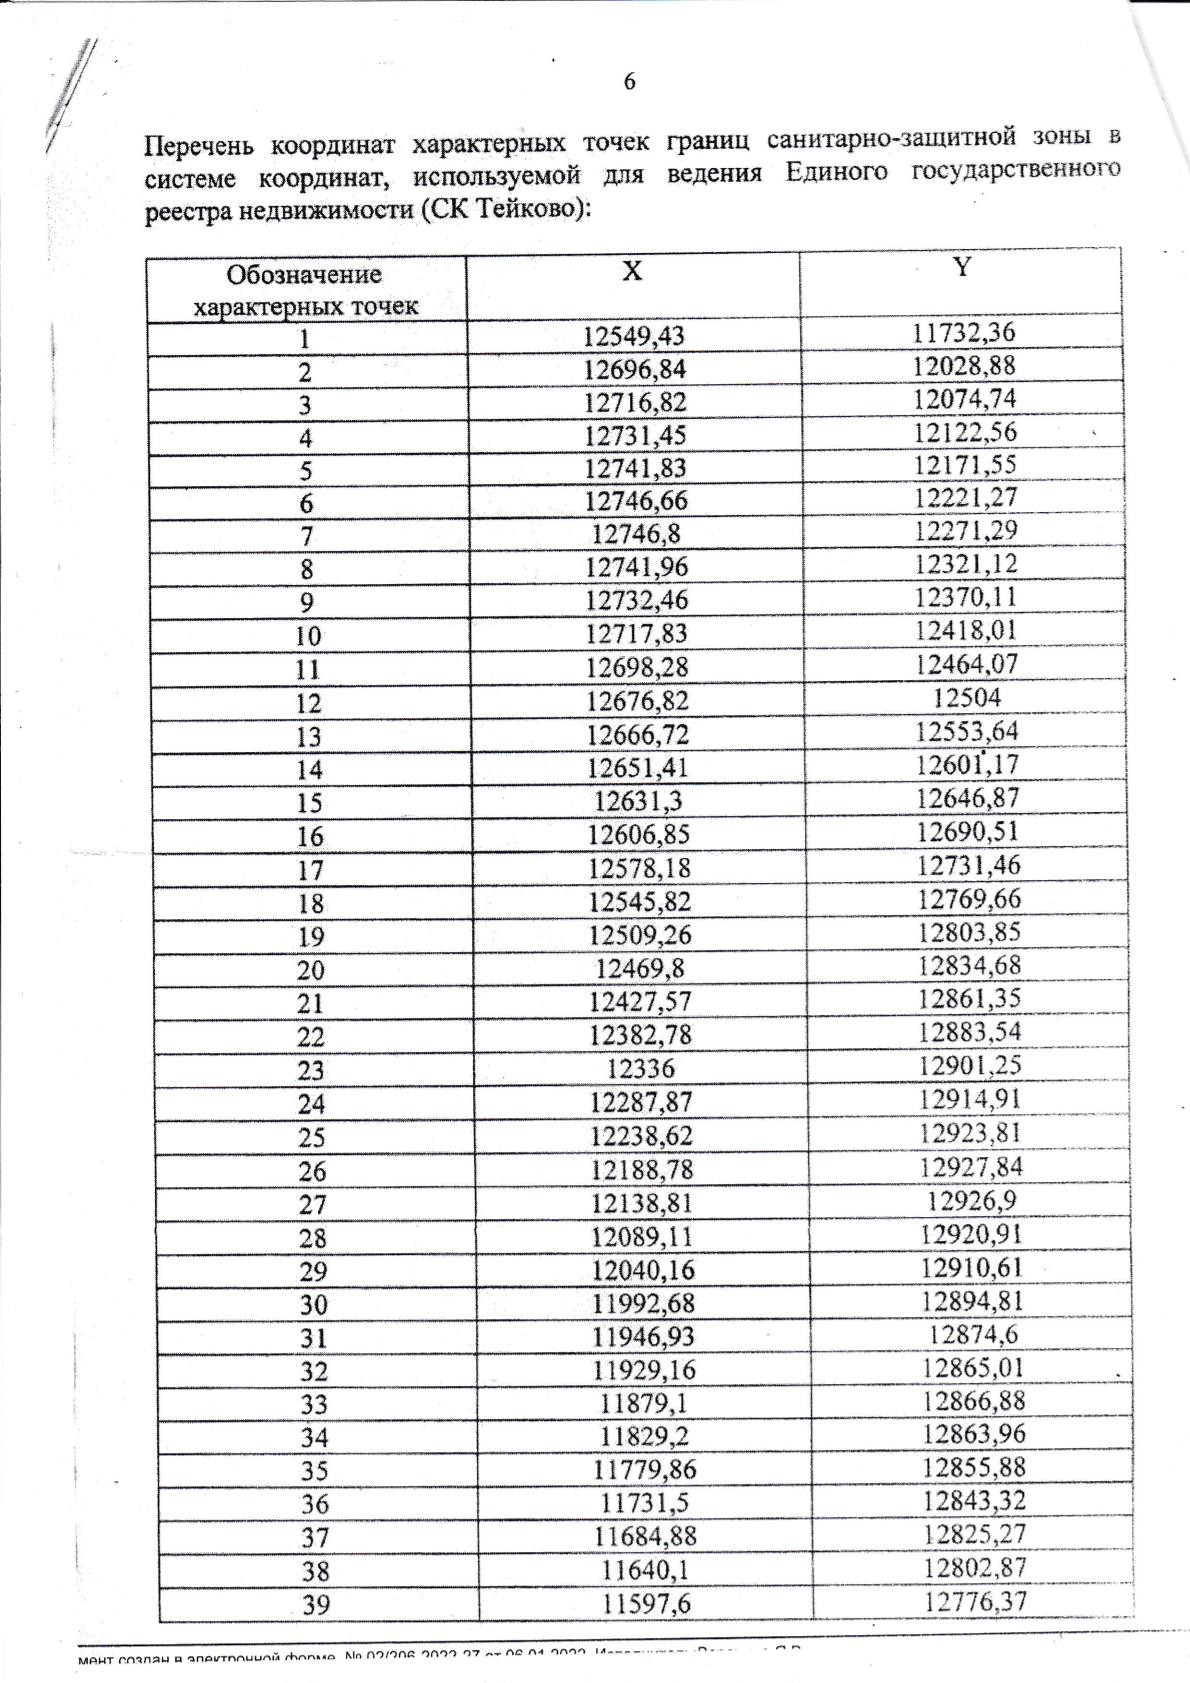 6
Перечень координат характерных точек границ санитарно-защитной зоны в
системе координат, используемой для ведения Единого государственного
реестра недвижимости (СК Тейково):
Обозначение характерных точек X Y
1 12549,43 11732,36
2 12696,84 12028,88
3 12716,82 12074,74
4 12731,45 12122,56
5 12741,83 12171,55
6 12746,66 12221,27
7 12746,8 12271,29
8 12741,96 12321,12
9 12732,46 12370,11
10 12717,83 12418,01
11 12698,28 12464,07
12 12676,82 12504
13 12666,72 12553,64
14 12651,41 12601,17
15 12631,3 12646,87
16 12606,85 12690,51
17 12578,18 12731,46
18 12545,82 12769,66
19 12509,26 12803,85
20 12469,8 12834,68
21 12427,57 12861,35
22 12382,78 12883,54
23 12336 12901,25
24 12287,87 12914,91
25 12238,62 12923,81
26 12188,78 12927,84
27 12138,81 12926,9
28 12089,11 12920,91
29 12040,16 12910,61
30 11992,68 12894,81
31 11946,93 12874,6
32 11929,16 12865,01
33 11879,1 12866,88
34 11829,2 12863,96
35 11779,86 12855,88
36 11731,5 12843,32
37 11684,88 12825,27
38 11640,1 12802,87
39 11597,6 12776,37
мент создан в электронной форме. №